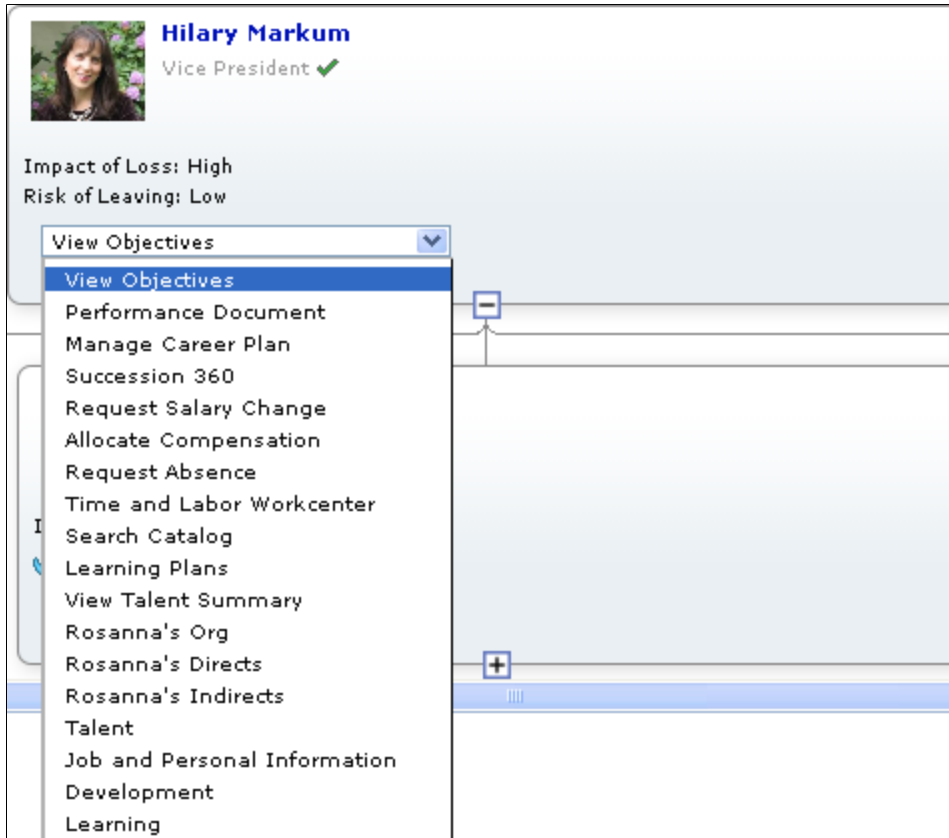 Hilary Markum
Vice President
Impact of Loss: High
Risk of Leaving: Low
View Objectives
View Objectives
Performance Document
Manage Career Plan
Succession 360
Request Salary Change
Allocate Compensation
Request Absence
Time and Labor Workcenter
Search Catalog
Learning Plans
View Talent Summary
Rosanna's Org
Rosanna's Directs
Rosanna's Indirects
Talent
Job and Personal Information
Development
Learning